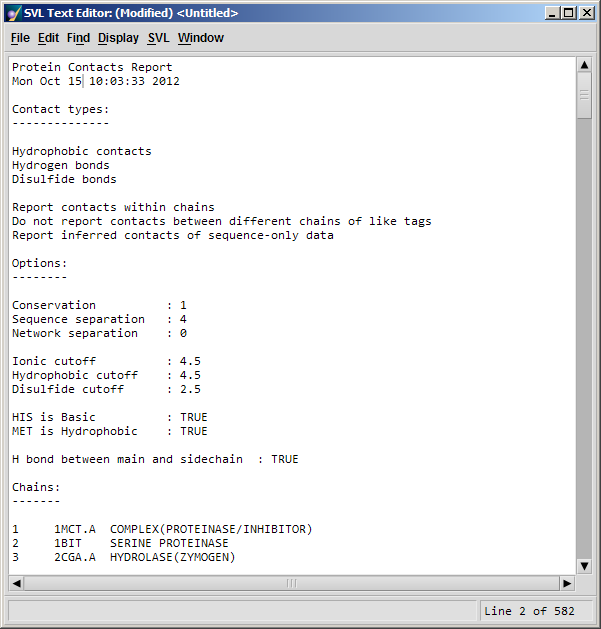 SVL Text Editor: (Modified) <Untitled>
File Edit Find Display SVL Window
Protein Contacts Report
Mon Oct 15 10:03:33 2012
Contact types:
--------------
Hydrophobic contacts
Hydrogen bonds
Disulfide bonds
Report contacts within chains
Do not report contacts between different chains of like tags
Report inferred contacts of sequence-only data
Options:
--------
Conservation : 1
Sequence separation : 4
Network separation : 0
Ionic cutoff : 4.5
Hydrophobic cutoff : 4.5
Disulfide cutoff : 2.5
HIS is Basic : TRUE
MET is Hydrophobic : TRUE
H bond between main and sidechain : TRUE
Chains:
-------
1 1MCT.A COMPLEX(PROTEINASE/INHIBITOR)
2 1BIT SERINE PROTEINASE
3 2CGA.A HYDROLASE(ZYMOGEN)
Line 2 of 582